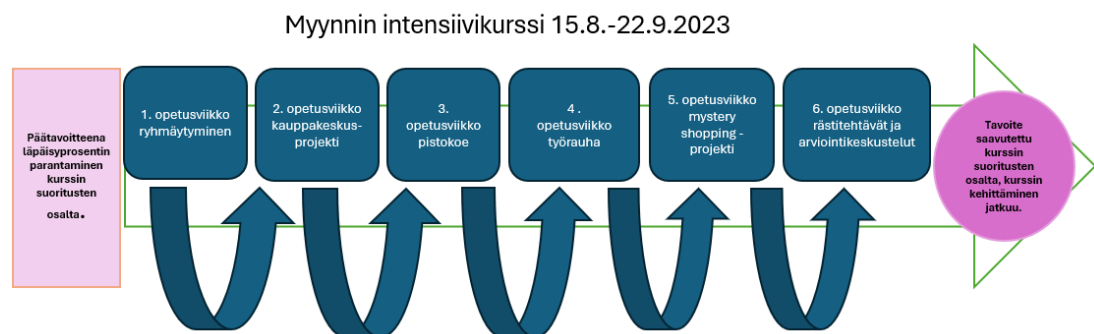 Myynnin intensiivikurssi 15.8.-22.9.2023
Päätavoitteena
läpäisyprosentin
parantaminen
kurssin
suoritusten
osalta.
1. opetusviikko
ryhmäytyminen
2. opetusviikko
kauppakeskus-
projekti
3.
opetusviikko
pistokoe
4 .
opetusviikko
työrauha
5. opetusviikko
mystery
shopping -
projekti
6. opetusviikko
rästitehtävät ja
arviointikeskustelut
Tavoite
saavutettu
kurssin
suoritusten
osalta, kurssin
kehittäminen
jatkuu.